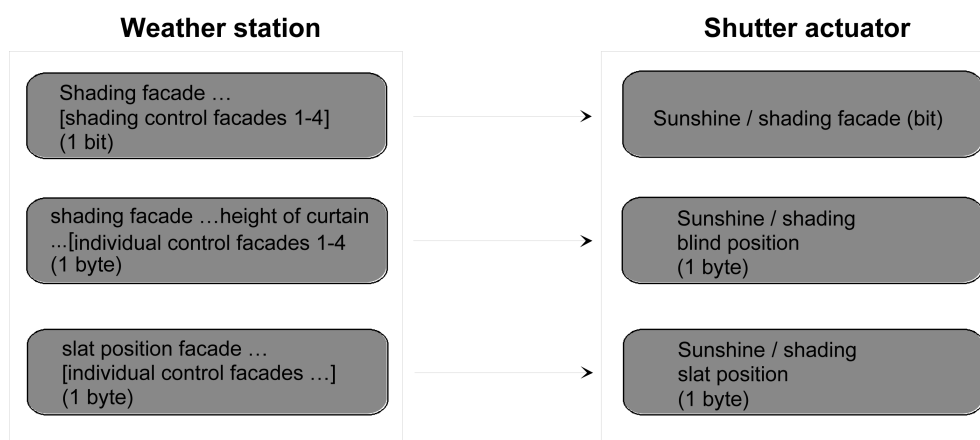 Weather station
Shutter actuator
Shading facade …
[shading control facades 1-4]
(1 bit)
Sunshine / shading facade (bit)
shading facade …height of curtain
...[individual control facades 1-4
(1 byte)
Sunshine / shading
blind position
(1 byte)
slat position facade …
[individual control facades …]
(1 byte)
Sunshine / shading
slat position
(1 byte)